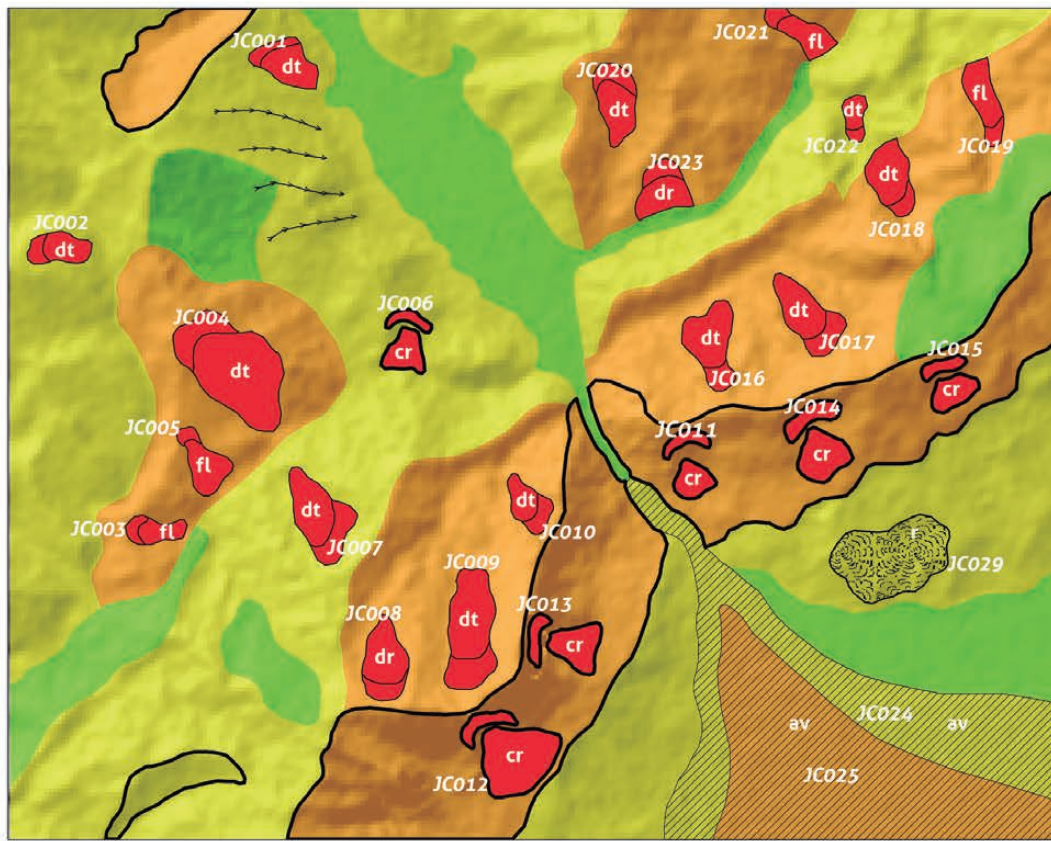 JC001
dt
JC021
fl
JC020
dt
fl
JC019
dt
JC022
JC023
dr
dt
JC018
JC002
dt
JC006
cr
JC004
dt
dt
JC017
dt
JC016
JC015
cr
JC014
cr
JC011
cr
JC005
fl
JC003
fl
dt
JC007
dt
JC010
r
JC029
JC009
dt
JC008
dr
JC013
cr
JC012
cr
JC024
av
av
JC025